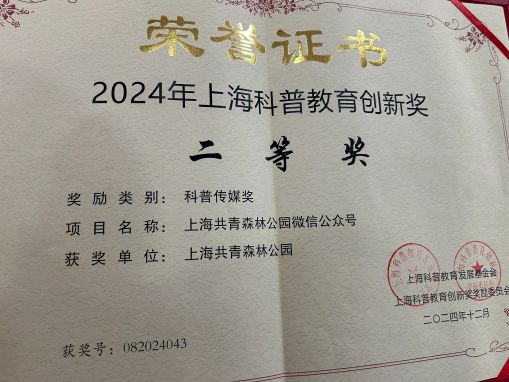 荣誉证书
2024年上海科普教育创新奖
二等奖
奖励类别：科普传媒奖
项目名称：上海共青森林公园微信公众号
获奖单位：上海共青森林公园
上海科普教育发展基金会
上海科普教育创新奖奖励委员会
二〇二四年十二月
获奖号：082024043